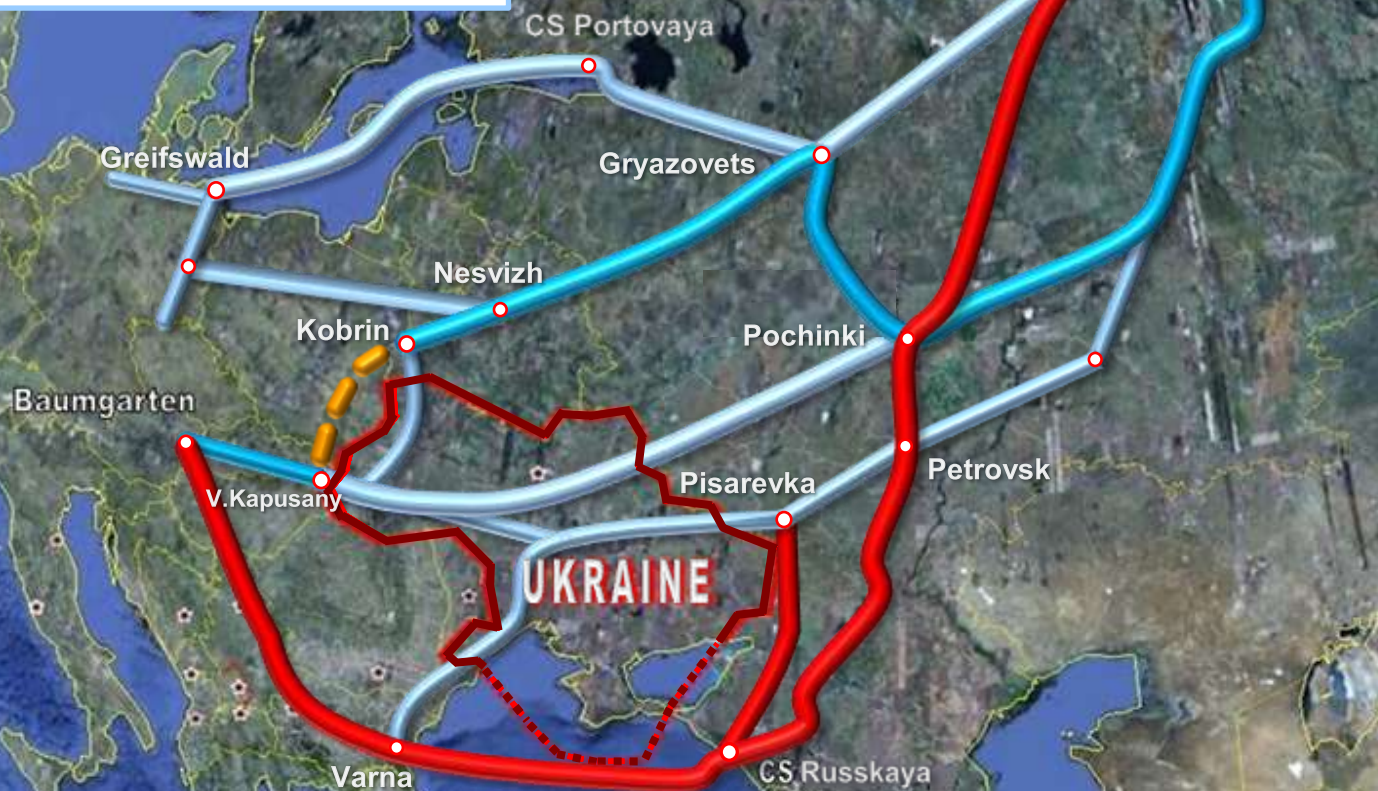 CS Portovaya
Greifswald
Gryazovets
Nesvizh
Kobrin
Pochinki
Baumgarten
Petrovsk
V.Kapusany
Pisarevka
UKRAINE
Varna
CS Russkaya